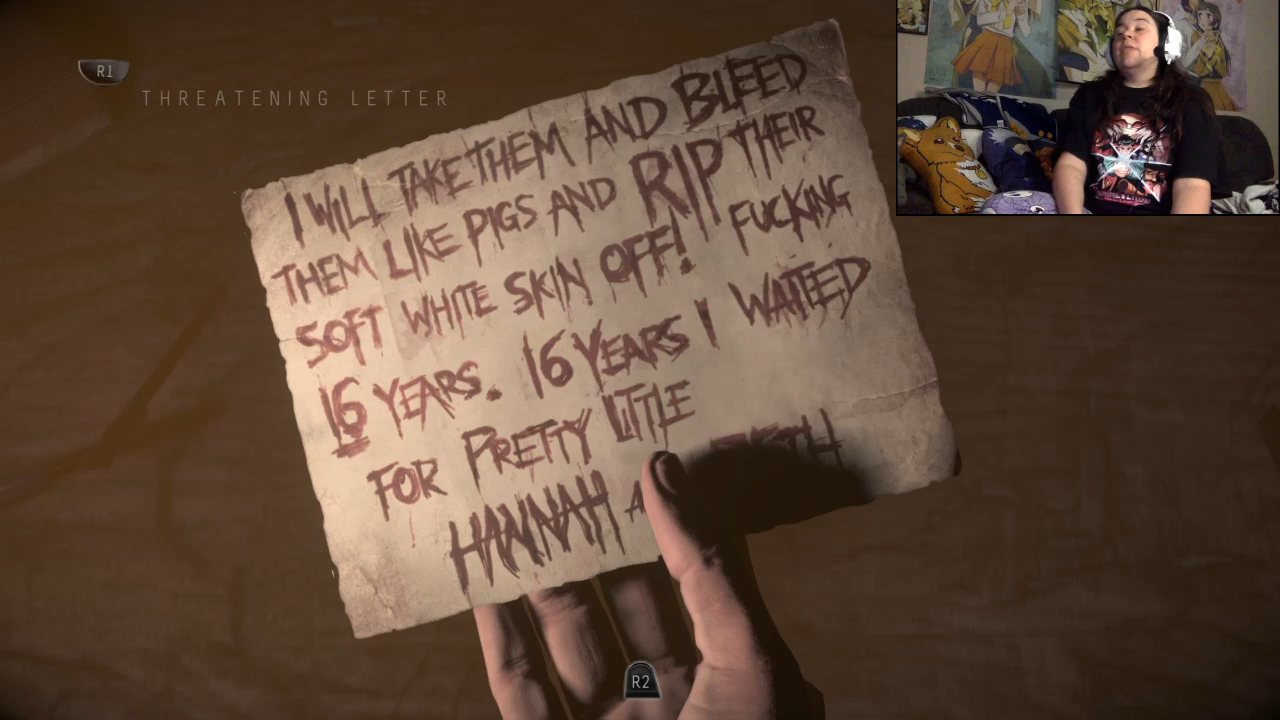 R1
THREATENING LETTER
I WILL TAKE THEM AND BLEED
THEM LIKE PIGS AND RIP THEIR
SOFT WHITE SKIN OFF! FUCKING
16 YEARS. 16 YEARS I WAITED
FOR PRETTY LITTLE
HANNAH
R2